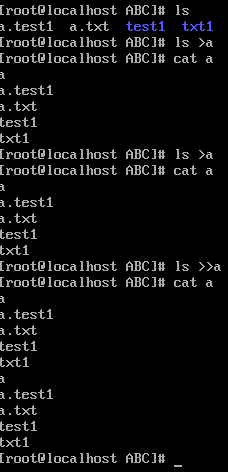 [root@localhost ABC]# ls
a.test1  a.txt  test1  txt1
[root@localhost ABC]# ls >a
[root@localhost ABC]# cat a
a
a.test1
a.txt
test1
txt1
[root@localhost ABC]# ls >a
[root@localhost ABC]# cat a
a
a.test1
a.txt
test1
txt1
[root@localhost ABC]# ls >>a
[root@localhost ABC]# cat a
a
a.test1
a.txt
test1
txt1
a
a.test1
a.txt
test1
txt1
[root@localhost ABC]# _